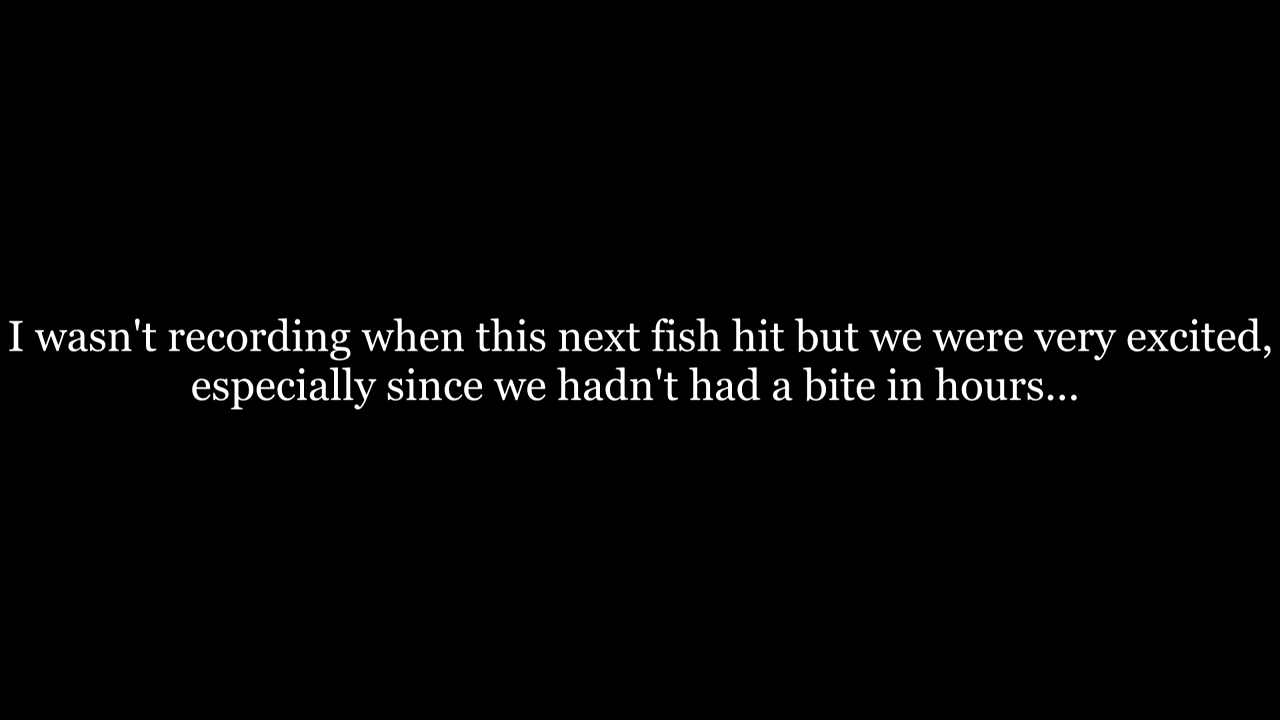 I wasn't recording when this next fish hit but we were very excited,
especially since we hadn't had a bite in hours...